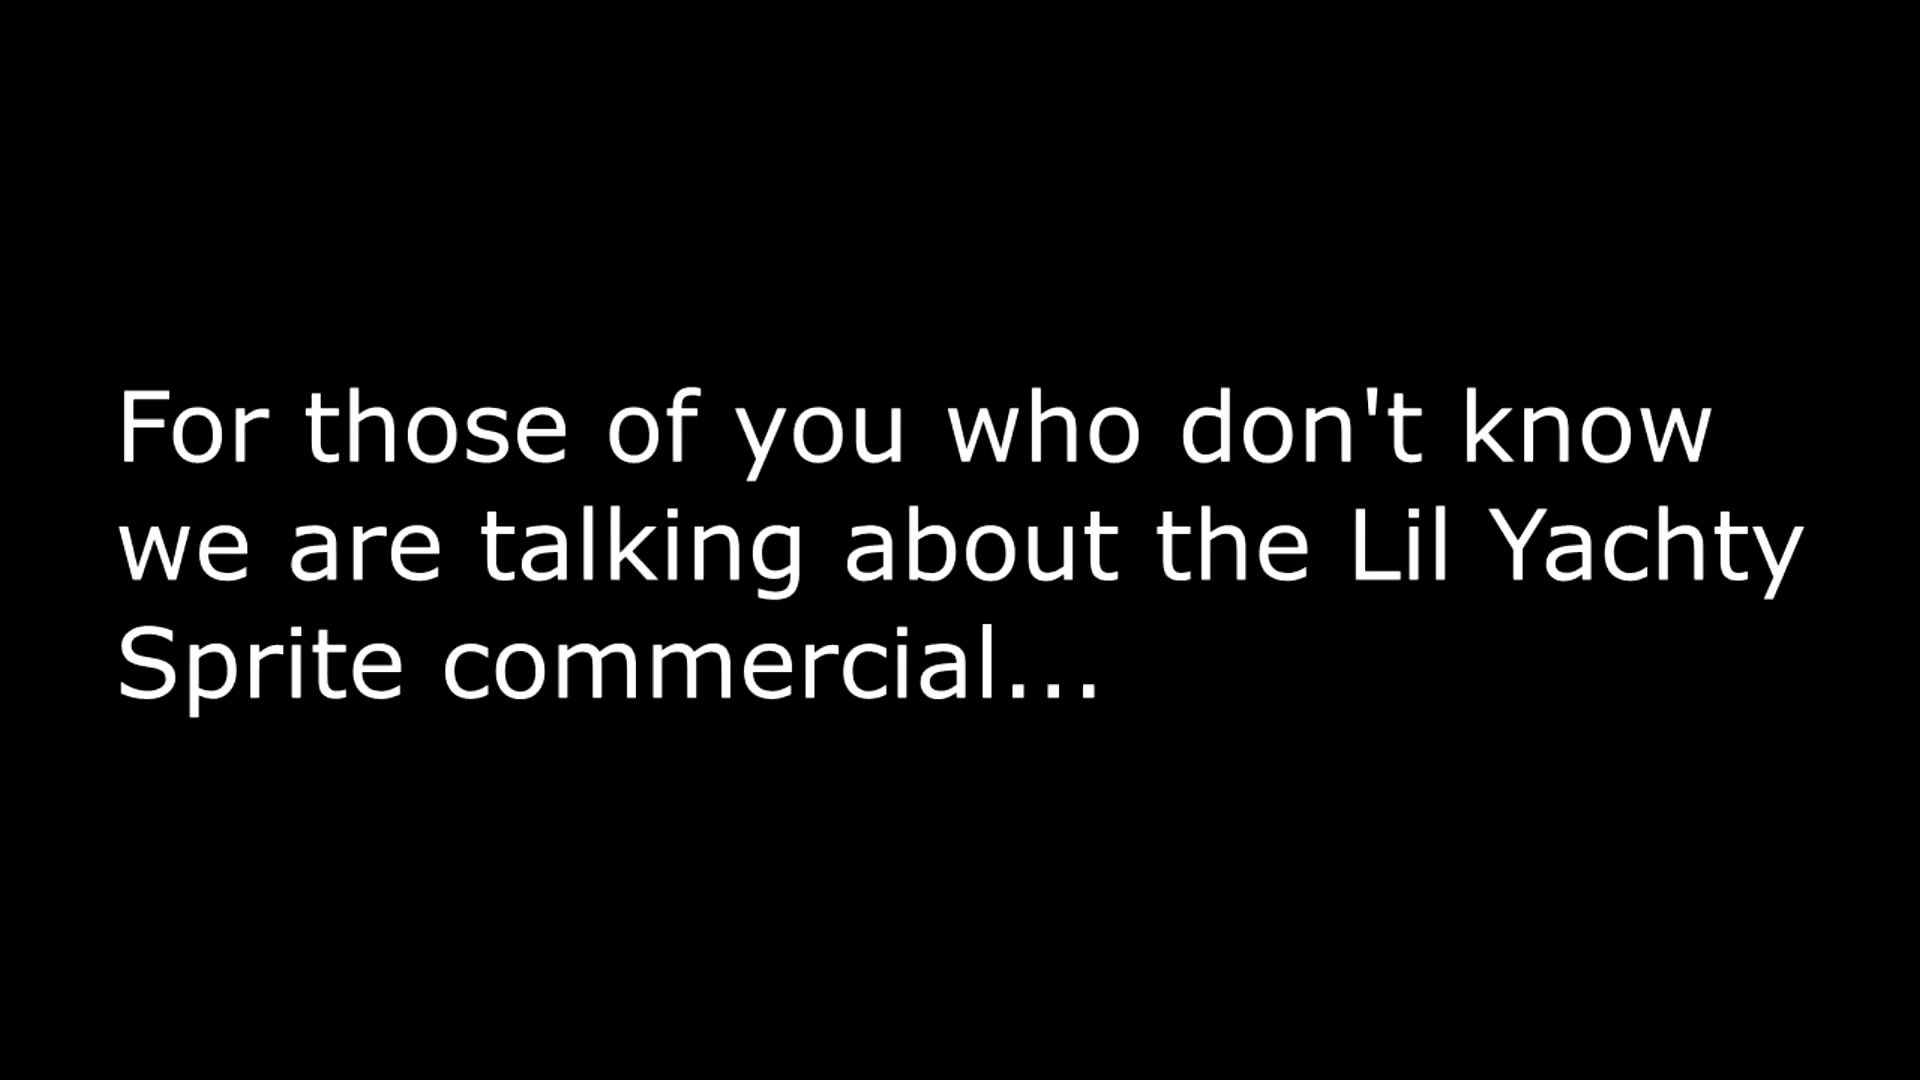 For those of you who don't know
we are talking about the Lil Yachty
Sprite commercial...